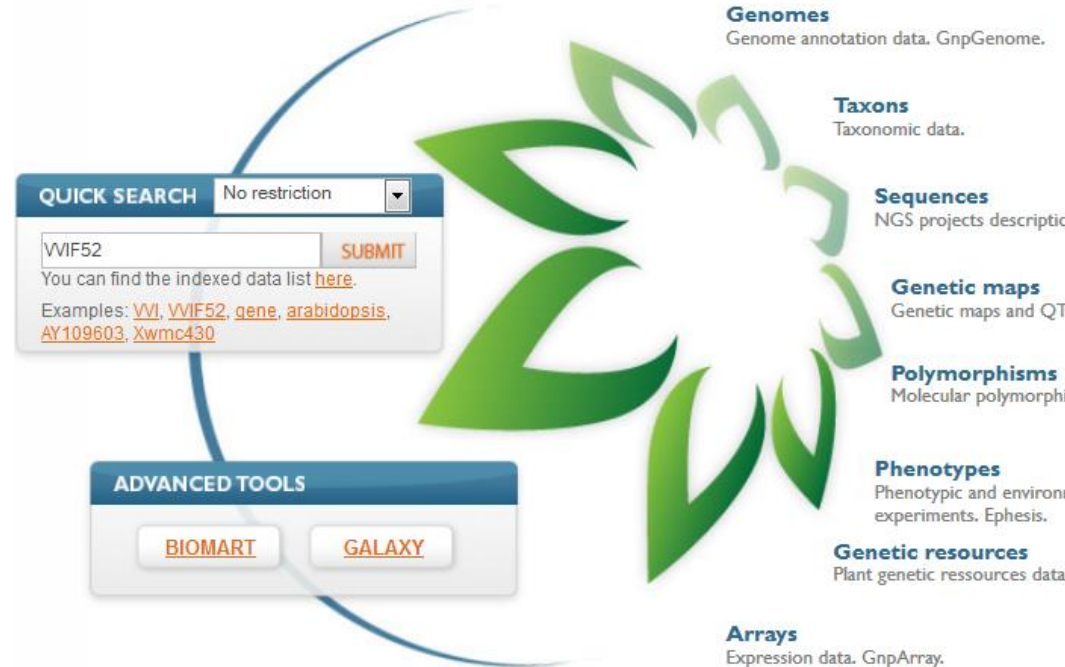 Genomes
Genome annotation data. GnpGenome.
Taxons
Taxonomic data.
QUICK SEARCH No restriction
VVIF52 SUBMIT
You can find the indexed data list here.
Examples: VVI, VVIF52, gene, arabidopsis,
AY109603, Xwmc430
Sequences
NGS projects descriptio
Genetic maps
Genetic maps and QT
Polymorphisms
Molecular polymorphi
Phenotypes
Phenotypic and environ
experiments. Ephesis.
ADVANCED TOOLS
BIOMART GALAXY
Genetic resources
Plant genetic ressources data
Arrays
Expression data. GnpArray.